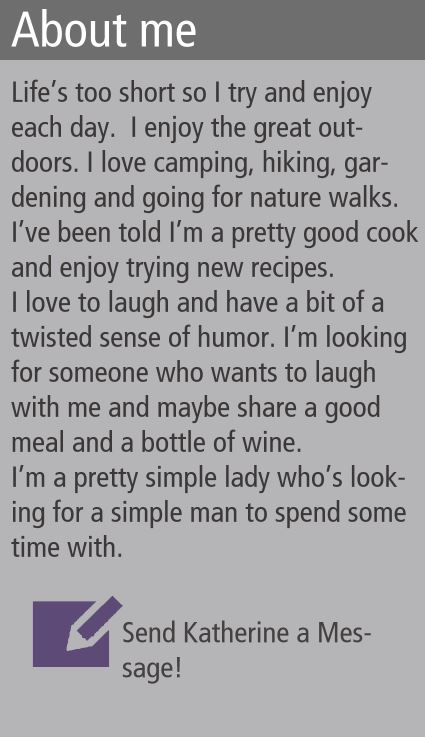 About me
Life's too short so I try and enjoy
each day.  I enjoy the great out-
doors. I love camping, hiking, gar-
dening and going for nature walks.
I've been told I'm a pretty good cook
and enjoy trying new recipes.
I love to laugh and have a bit of a
twisted sense of humor. I'm looking
for someone who wants to laugh
with me and maybe share a good
meal and a bottle of wine.
I'm a pretty simple lady who's look-
ing for a simple man to spend some
time with.
Send Katherine a Mes-
sage!